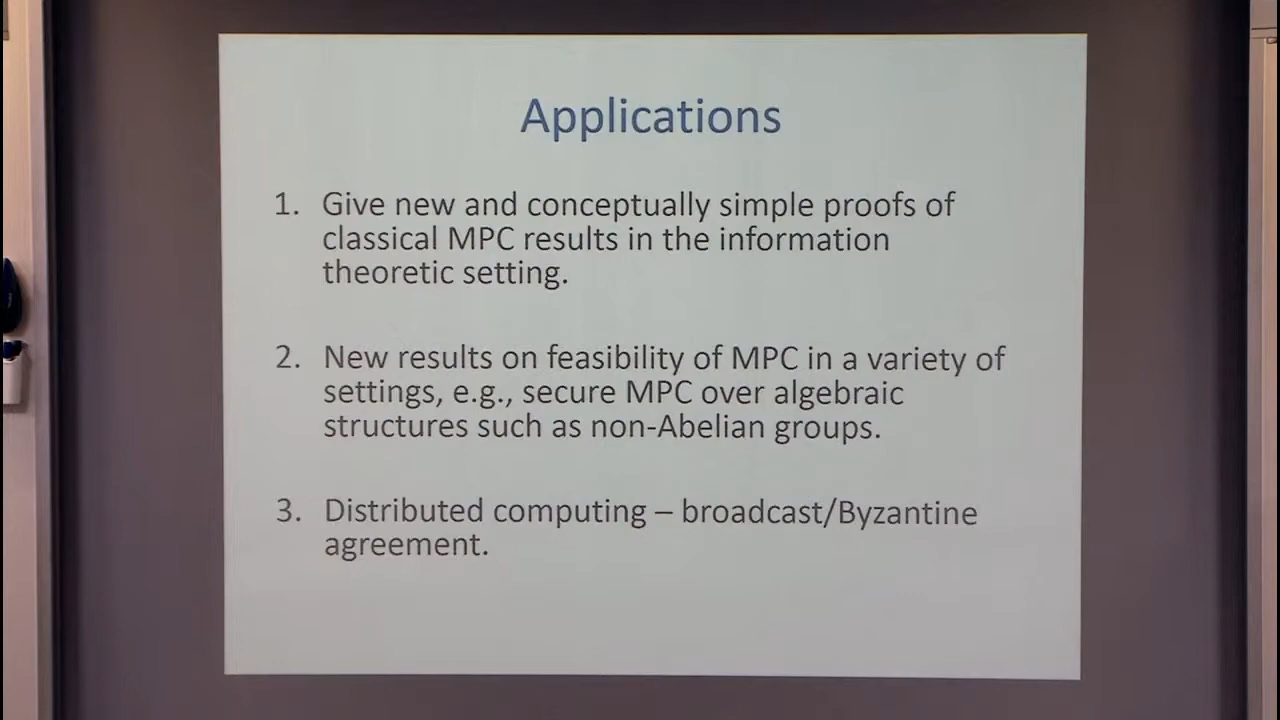 Applications
1. Give new and conceptually simple proofs of
classical MPC results in the information
theoretic setting.
2. New results on feasibility of MPC in a variety of
settings, e.g., secure MPC over algebraic
structures such as non-Abelian groups.
3. Distributed computing – broadcast/Byzantine
agreement.